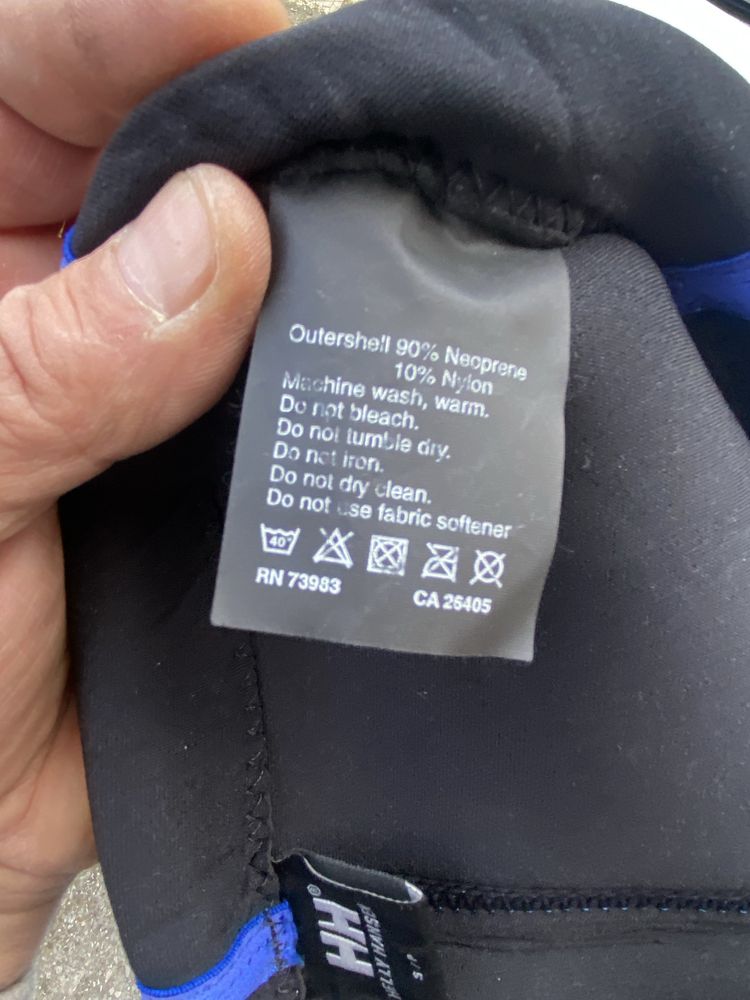 Outershell 90% Neoprene
10% Nylon
Machine wash, warm.
Do not bleach.
Do not tumble dry.
Do not iron.
Do not dry clean.
Do not use fabric softener
40°
RN 73983
CA 26405
HH®
HELLY HANSEN
S/P